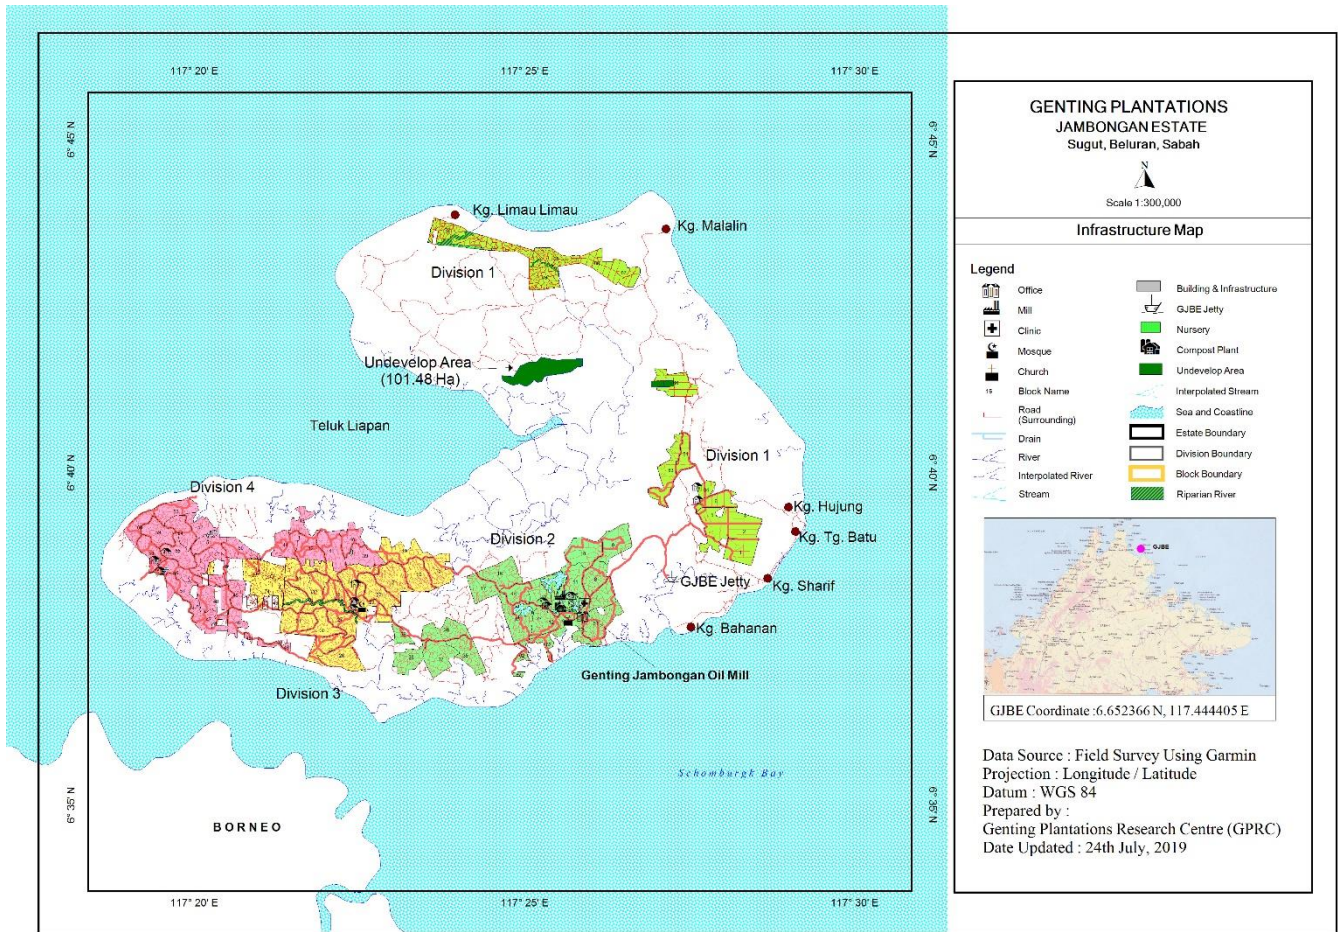 117° 20' E
117° 25' E
117° 30' E
6° 45' N
6° 45' N
Kg. Limau Limau
Kg. Malalin
Division 1
Undevelop Area
(101.48 Ha)
Teluk Liapan
Division 1
6° 40' N
6° 40' N
Division 4
Kg. Hujung
Kg. Tg. Batu
Division 2
GJBE Jetty
Kg. Sharif
Kg. Bahanan
Genting Jambongan Oil Mill
Division 3
Schomburgk Bay
6° 35' N
6° 35' N
BORNEO
117° 20' E
117° 25' E
117° 30' E
GENTING PLANTATIONS
JAMBONGAN ESTATE
Sugut, Beluran, Sabah
N
Scale 1:300,000
Infrastructure Map
Legend
Office
Mill
Clinic
Mosque
Church
15 Block Name
Road
(Surrounding)
Drain
River
Interpolated River
Stream
Building & Infrastructure
GJBE Jetty
Nursery
Compost Plant
Undevelop Area
Interpolated Stream
Sea and Coastline
Estate Boundary
Division Boundary
Block Boundary
Riparian River
GJBE
GJBE Coordinate :6.652366 N, 117.444405 E
Data Source : Field Survey Using Garmin
Projection : Longitude / Latitude
Datum : WGS 84
Prepared by :
Genting Plantations Research Centre (GPRC)
Date Updated : 24th July, 2019